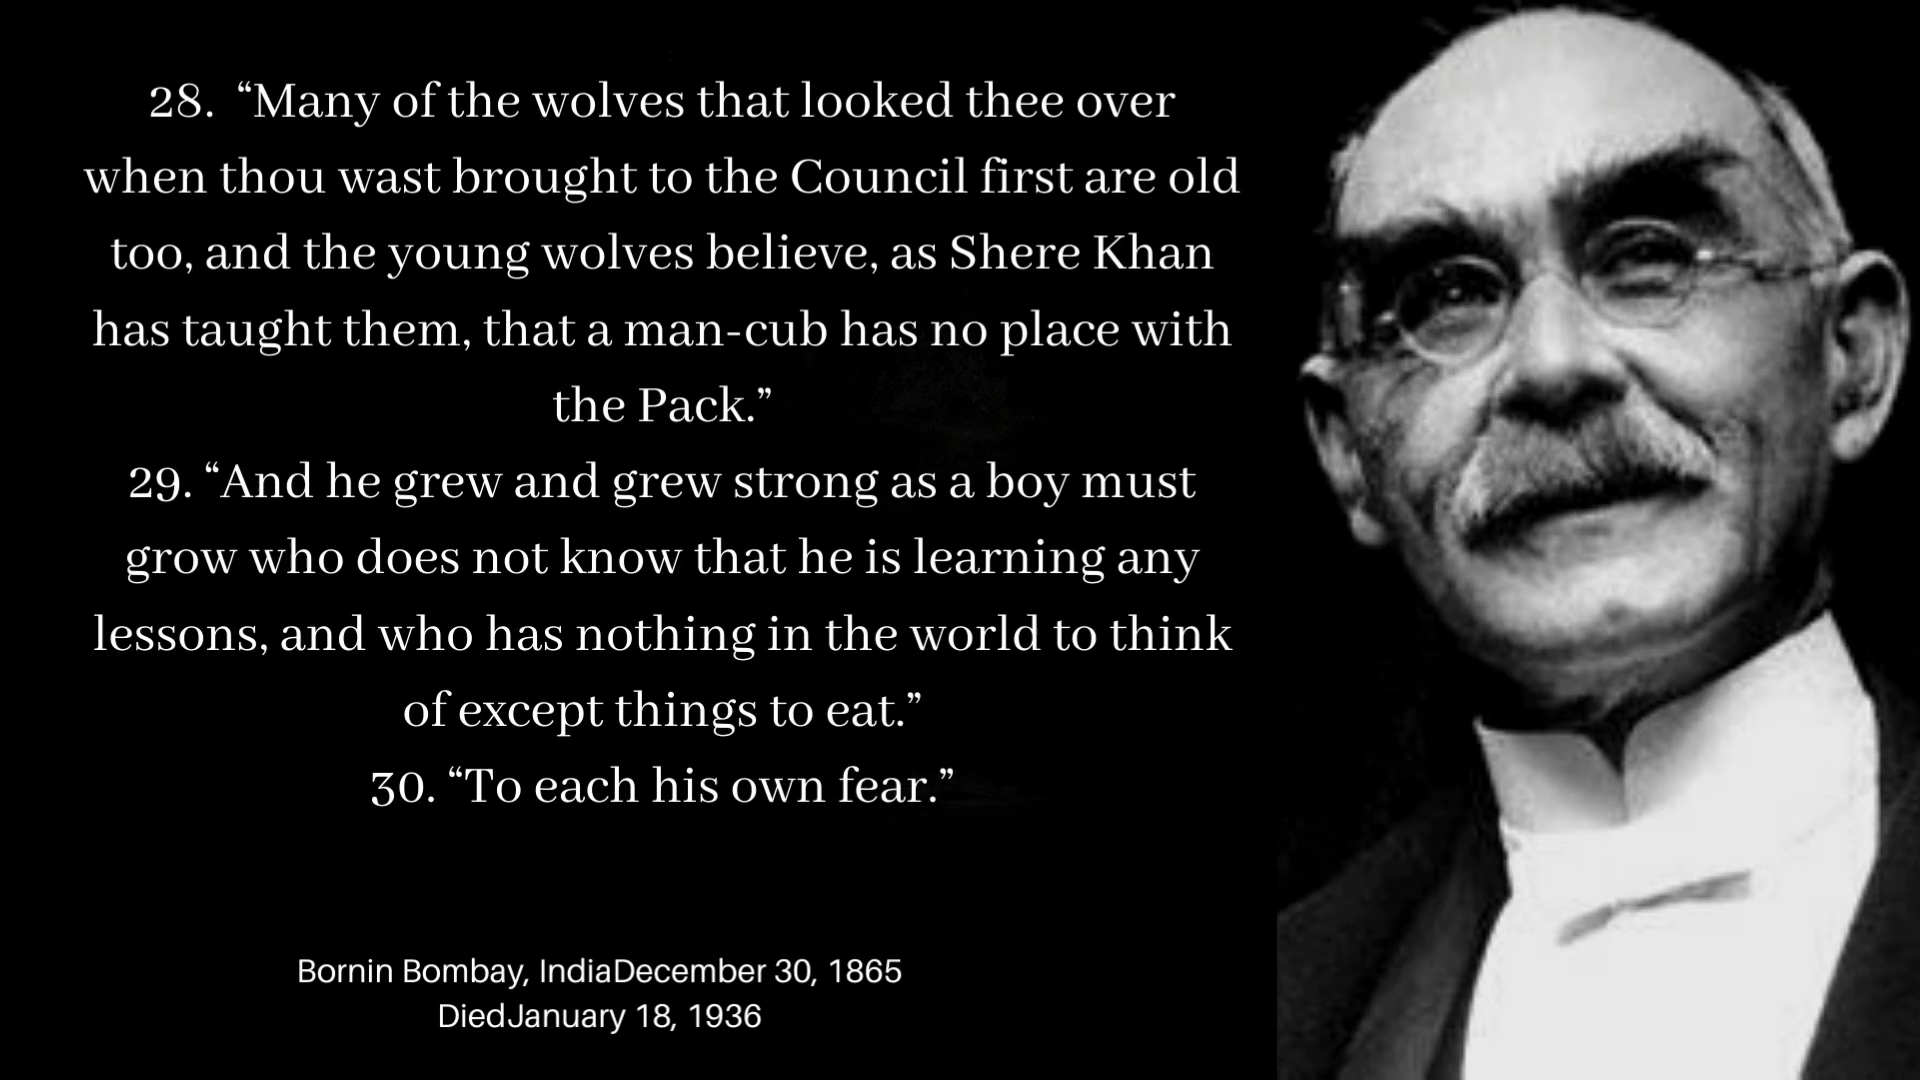 28.  “Many of the wolves that looked thee over
when thou wast brought to the Council first are old
too, and the young wolves believe, as Shere Khan
has taught them, that a man-cub has no place with
the Pack.”
29. “And he grew and grew strong as a boy must
grow who does not know that he is learning any
lessons, and who has nothing in the world to think
of except things to eat.”
30. “To each his own fear.”
Bornin Bombay, IndiaDecember 30, 1865
DiedJanuary 18, 1936